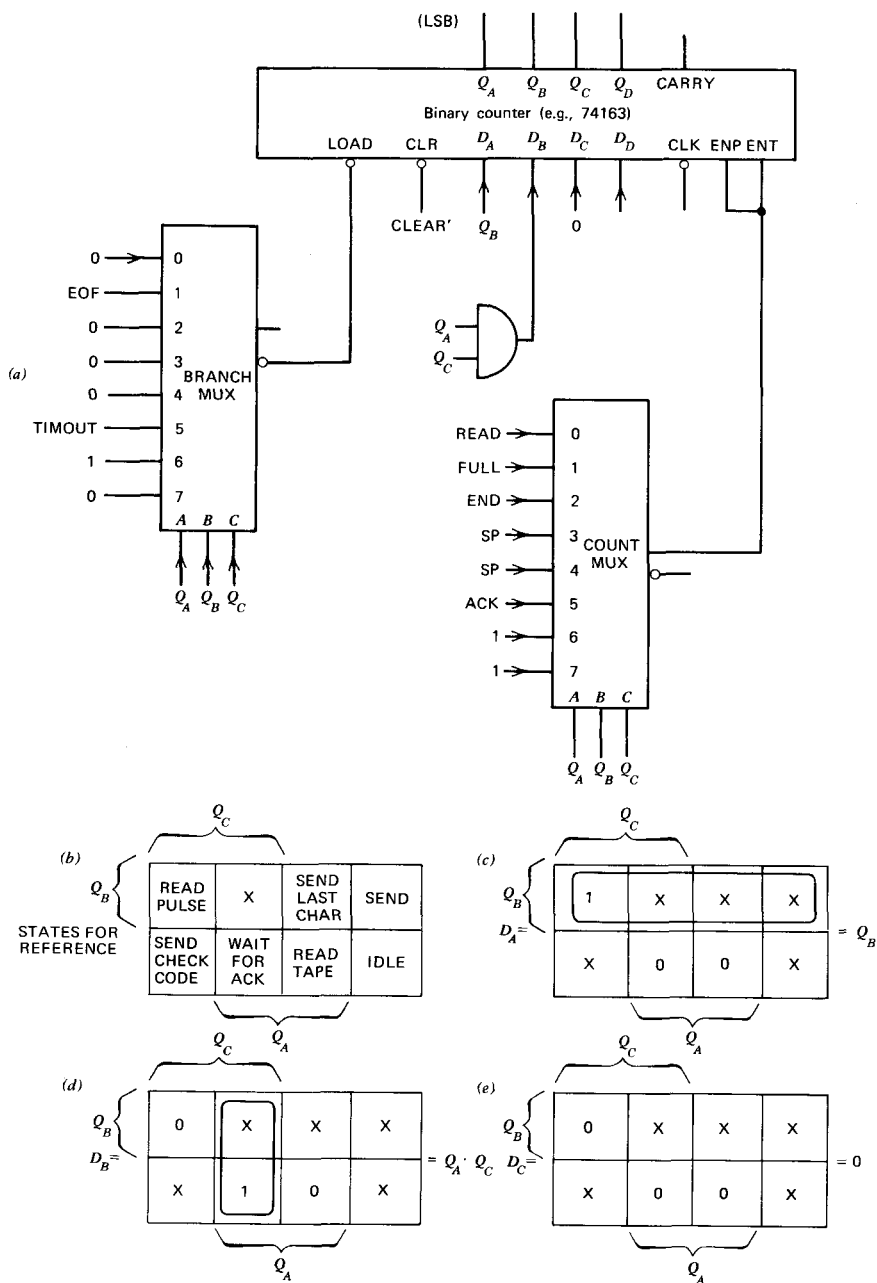 (LSB)
Q_A Q_B Q_C Q_D CARRY
Binary counter (e.g., 74163)
LOAD CLR D_A D_B D_C D_D CLK ENP ENT
CLEAR' Q_B 0
(a)
0 0
EOF 1
0 2
0 3
0 4
TIMOUT 5
1 6
0 7
BRANCH
MUX
A B C
Q_A Q_B Q_C
Q_A
Q_C
READ 0
FULL 1
END 2
SP 3
SP 4
ACK 5
1 6
1 7
COUNT
MUX
A B C
Q_A Q_B Q_C
(b)
Q_C
Q_B
STATES FOR
REFERENCE
READ
PULSE
X
SEND
LAST
CHAR
SEND
SEND
CHECK
CODE
WAIT
FOR
ACK
READ
TAPE
IDLE
Q_A
(c)
Q_C
Q_B
D_A=
1 X X X
X 0 0 X
= Q_B
Q_A
(d)
Q_C
Q_B
D_B=
0 X X X
X 1 0 X
= Q_A · Q_C
Q_A
(e)
Q_C
Q_B
D_C=
0 X X X
X 0 0 X
= 0
Q_A